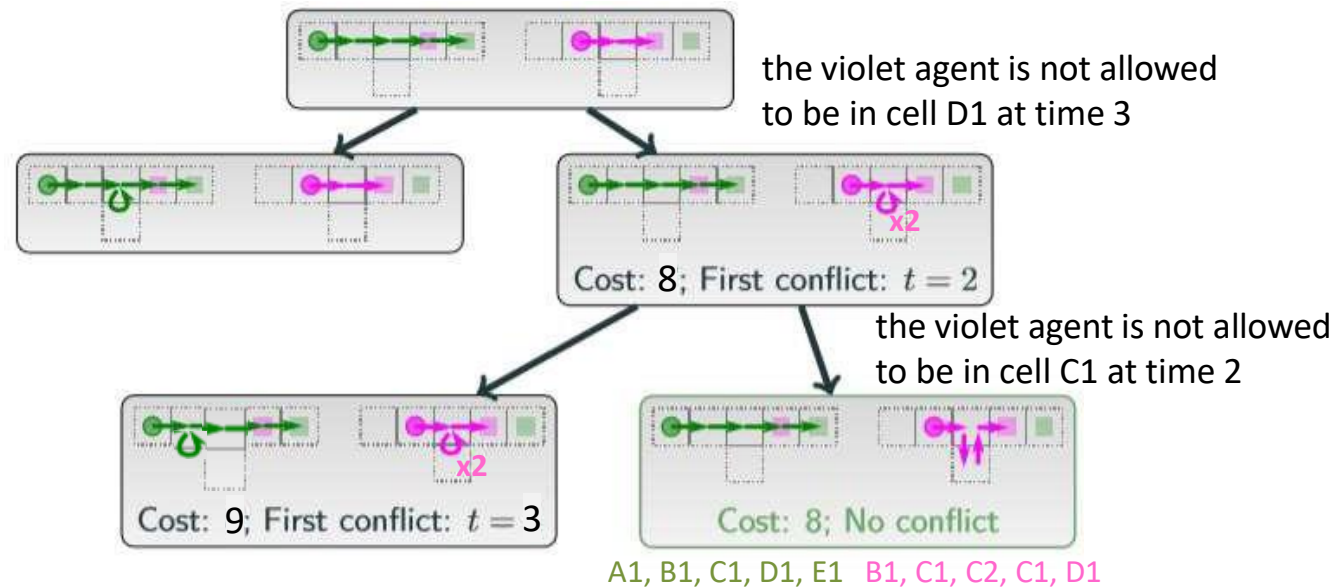 the violet agent is not allowed
to be in cell D1 at time 3
x2
Cost: 8; First conflict: t = 2
the violet agent is not allowed
to be in cell C1 at time 2
x2
Cost: 9; First conflict: t = 3
Cost: 8; No conflict
A1, B1, C1, D1, E1 B1, C1, C2, C1, D1